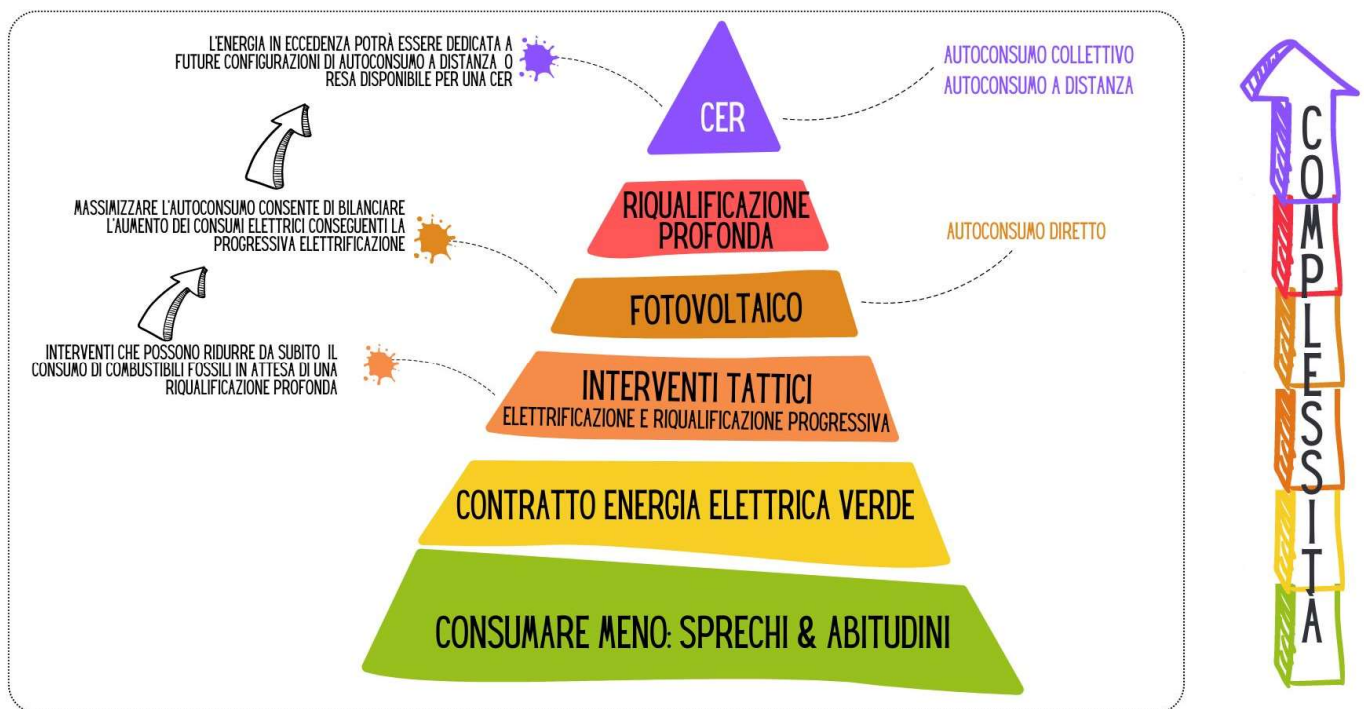 L'ENERGIA IN ECCEDENZA POTRÀ ESSERE DEDICATA A
FUTURE CONFIGURAZIONI DI AUTOCONSUMO A DISTANZA O
RESA DISPONIBILE PER UNA CER
AUTOCONSUMO COLLETTIVO
AUTOCONSUMO A DISTANZA
CER
MASSIMIZZARE L'AUTOCONSUMO CONSENTE DI BILANCIARE
L'AUMENTO DEI CONSUMI ELETTRICI CONSEGUENTI LA
PROGRESSIVA ELETTRIFICAZIONE
RIQUALIFICAZIONE
PROFONDA
AUTOCONSUMO DIRETTO
FOTOVOLTAICO
INTERVENTI CHE POSSONO RIDURRE DA SUBITO IL
CONSUMO DI COMBUSTIBILI FOSSILI IN ATTESA DI UNA
RIQUALIFICAZIONE PROFONDA
INTERVENTI TATTICI
ELETTRIFICAZIONE E RIQUALIFICAZIONE PROGRESSIVA
CONTRATTO ENERGIA ELETTRICA VERDE
CONSUMARE MENO: SPRECHI & ABITUDINI
COMPLESSITÀ